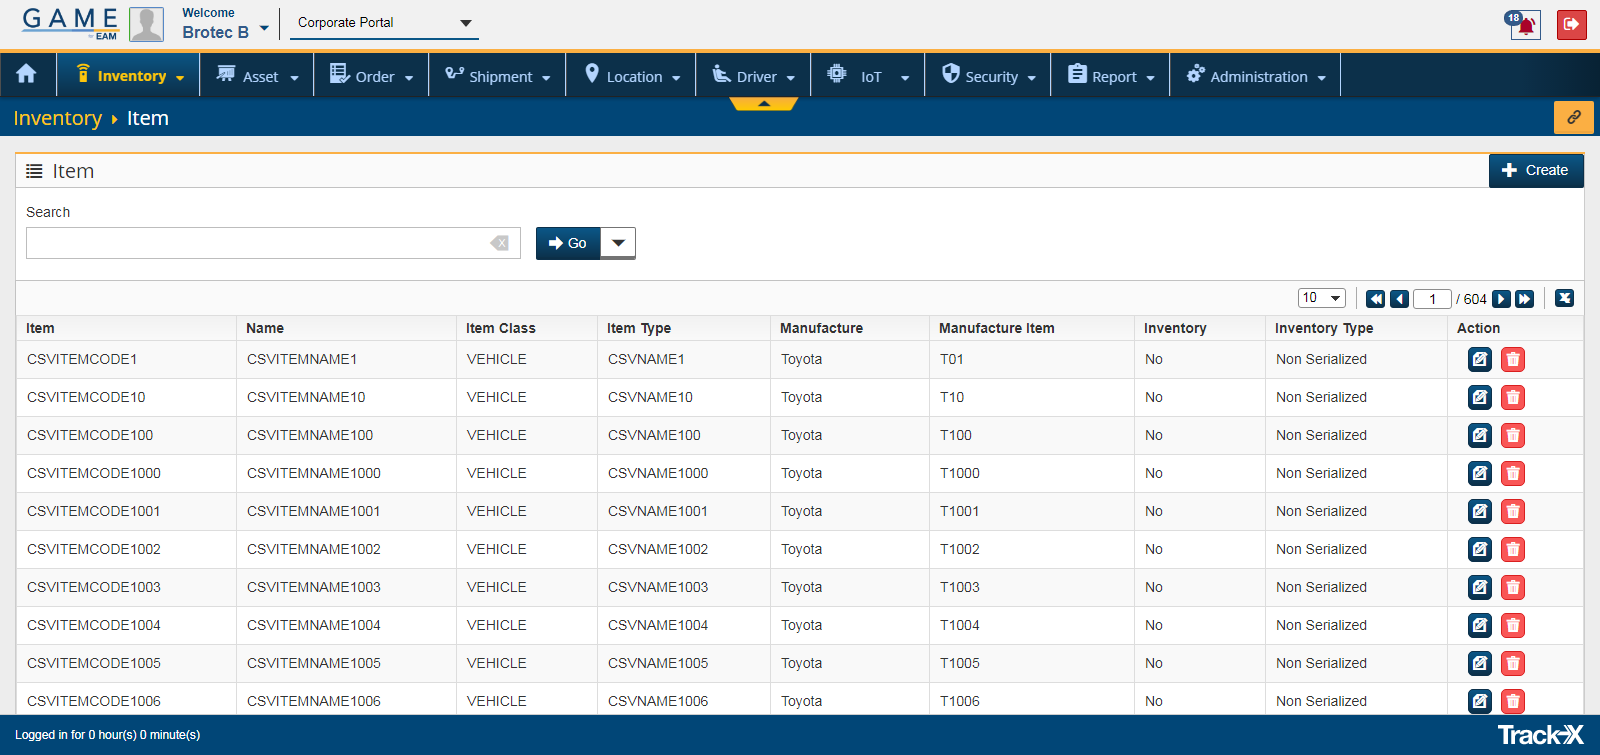 GAME
EAM
Welcome
Brotec B
Corporate Portal
18
Inventory
Asset
Order
Shipment
Location
Driver
IoT
Security
Report
Administration
Inventory Item
Item
Create
Search
X
Go
10
1 / 604
Item Name Item Class Item Type Manufacture Manufacture Item Inventory Inventory Type Action
CSVITEMCODE1 CSVITEMNAME1 VEHICLE CSVNAME1 Toyota T01 No Non Serialized
CSVITEMCODE10 CSVITEMNAME10 VEHICLE CSVNAME10 Toyota T10 No Non Serialized
CSVITEMCODE100 CSVITEMNAME100 VEHICLE CSVNAME100 Toyota T100 No Non Serialized
CSVITEMCODE1000 CSVITEMNAME1000 VEHICLE CSVNAME1000 Toyota T1000 No Non Serialized
CSVITEMCODE1001 CSVITEMNAME1001 VEHICLE CSVNAME1001 Toyota T1001 No Non Serialized
CSVITEMCODE1002 CSVITEMNAME1002 VEHICLE CSVNAME1002 Toyota T1002 No Non Serialized
CSVITEMCODE1003 CSVITEMNAME1003 VEHICLE CSVNAME1003 Toyota T1003 No Non Serialized
CSVITEMCODE1004 CSVITEMNAME1004 VEHICLE CSVNAME1004 Toyota T1004 No Non Serialized
CSVITEMCODE1005 CSVITEMNAME1005 VEHICLE CSVNAME1005 Toyota T1005 No Non Serialized
CSVITEMCODE1006 CSVITEMNAME1006 VEHICLE CSVNAME1006 Toyota T1006 No Non Serialized
Logged in for 0 hour(s) 0 minute(s)
Track-X